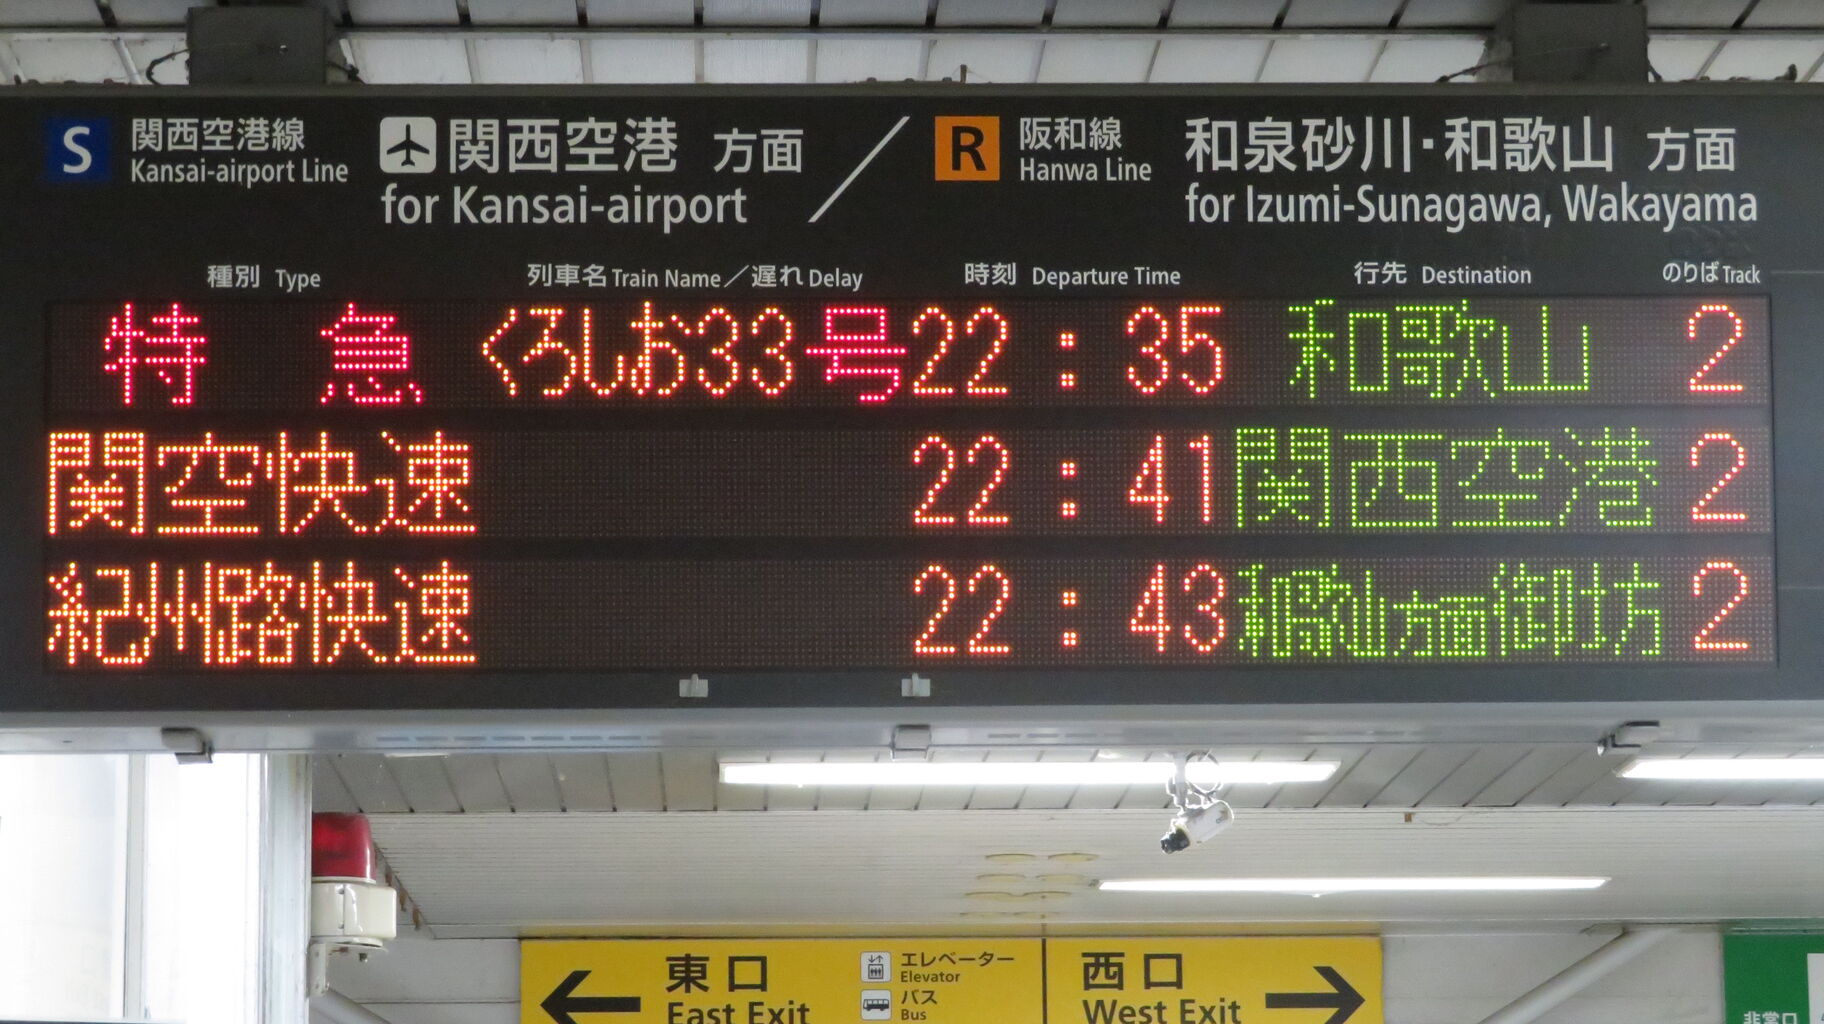 S 関西空港線 関西空港 方面 R 阪和線 和泉砂川・和歌山 方面
Kansai-airport Line for Kansai-airport Hanwa Line for Izumi-Sunagawa, Wakayama
種別 Type 列車名 Train Name／遅れ Delay 時刻 Departure Time 行先 Destination のりば Track
特急 くろしお33号 22:35 和歌山 2
関空快速 22:41 関西空港 2
紀州路快速 22:43 和歌山方面御坊 2
東口 エレベーター 西口
East Exit Elevator West Exit
バス
Bus
非常口